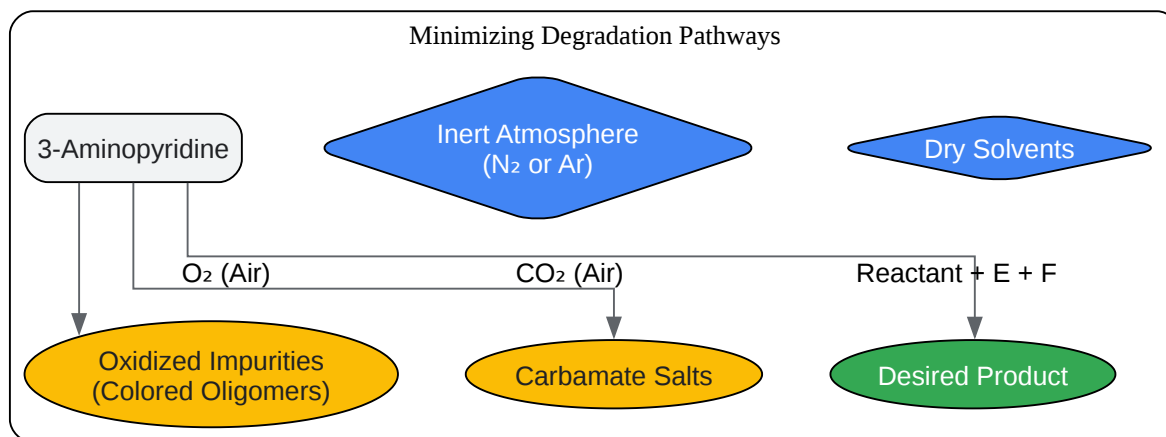 Minimizing Degradation Pathways
3-Aminopyridine
Inert Atmosphere
(N₂ or Ar)
Dry Solvents
O₂ (Air)
CO₂ (Air)
Reactant + E + F
Oxidized Impurities
(Colored Oligomers)
Carbamate Salts
Desired Product